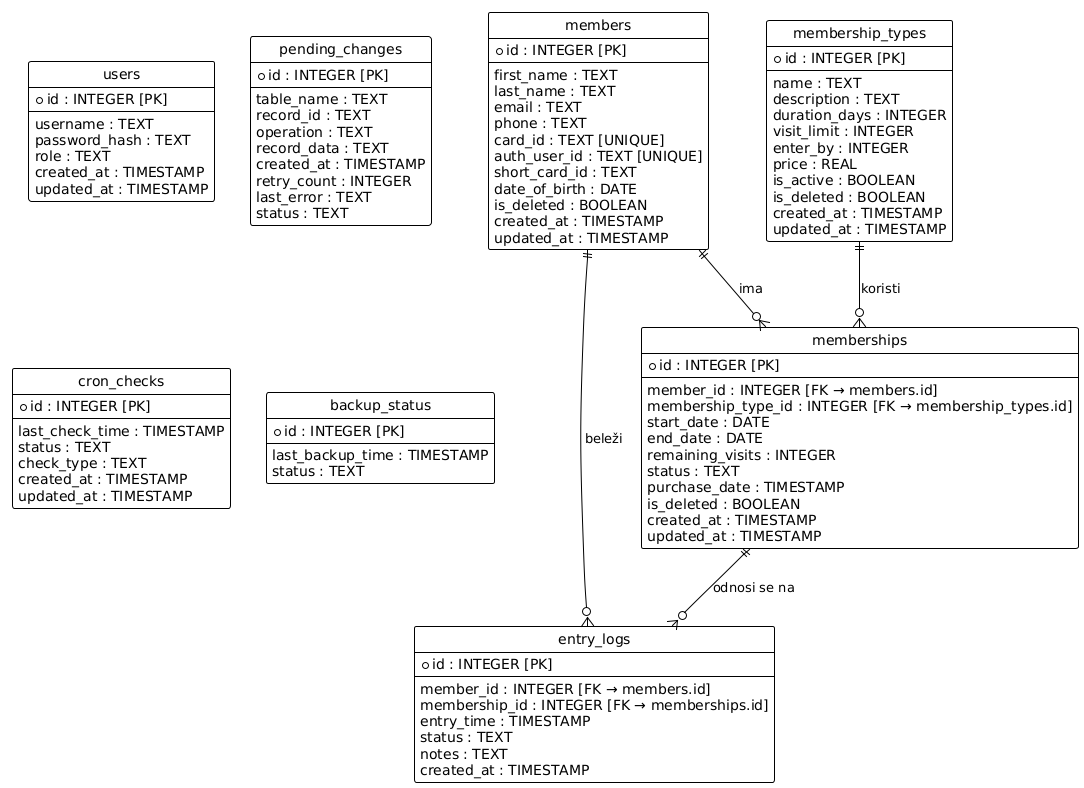 users
id : INTEGER [PK]
username : TEXT
password_hash : TEXT
role : TEXT
created_at : TIMESTAMP
updated_at : TIMESTAMP
pending_changes
id : INTEGER [PK]
table_name : TEXT
record_id : TEXT
operation : TEXT
record_data : TEXT
created_at : TIMESTAMP
retry_count : INTEGER
last_error : TEXT
status : TEXT
members
id : INTEGER [PK]
first_name : TEXT
last_name : TEXT
email : TEXT
phone : TEXT
card_id : TEXT [UNIQUE]
auth_user_id : TEXT [UNIQUE]
short_card_id : TEXT
date_of_birth : DATE
is_deleted : BOOLEAN
created_at : TIMESTAMP
updated_at : TIMESTAMP
membership_types
id : INTEGER [PK]
name : TEXT
description : TEXT
duration_days : INTEGER
visit_limit : INTEGER
enter_by : INTEGER
price : REAL
is_active : BOOLEAN
is_deleted : BOOLEAN
created_at : TIMESTAMP
updated_at : TIMESTAMP
ima
koristi
cron_checks
id : INTEGER [PK]
last_check_time : TIMESTAMP
status : TEXT
check_type : TEXT
created_at : TIMESTAMP
updated_at : TIMESTAMP
backup_status
id : INTEGER [PK]
last_backup_time : TIMESTAMP
status : TEXT
beleži
memberships
id : INTEGER [PK]
member_id : INTEGER [FK → members.id]
membership_type_id : INTEGER [FK → membership_types.id]
start_date : DATE
end_date : DATE
remaining_visits : INTEGER
status : TEXT
purchase_date : TIMESTAMP
is_deleted : BOOLEAN
created_at : TIMESTAMP
updated_at : TIMESTAMP
odnosi se na
entry_logs
id : INTEGER [PK]
member_id : INTEGER [FK → members.id]
membership_id : INTEGER [FK → memberships.id]
entry_time : TIMESTAMP
status : TEXT
notes : TEXT
created_at : TIMESTAMP